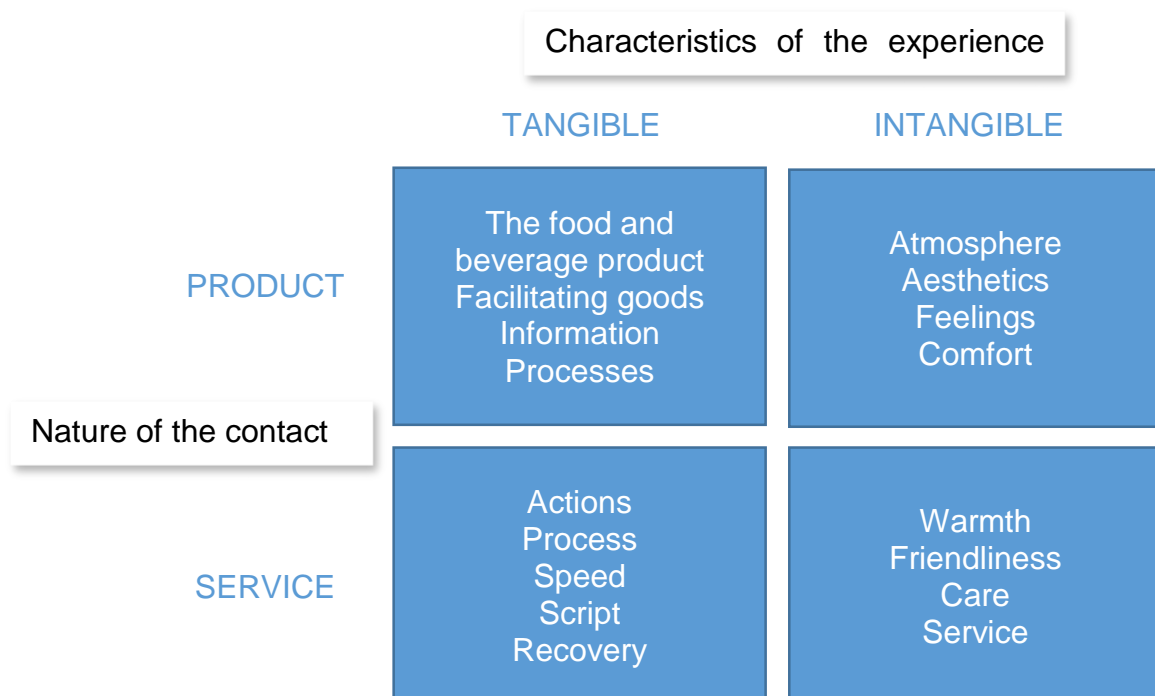 Characteristics of the experience
TANGIBLE
INTANGIBLE
PRODUCT
The food and
beverage product
Facilitating goods
Information
Processes
Atmosphere
Aesthetics
Feelings
Comfort
Nature of the contact
SERVICE
Actions
Process
Speed
Script
Recovery
Warmth
Friendliness
Care
Service